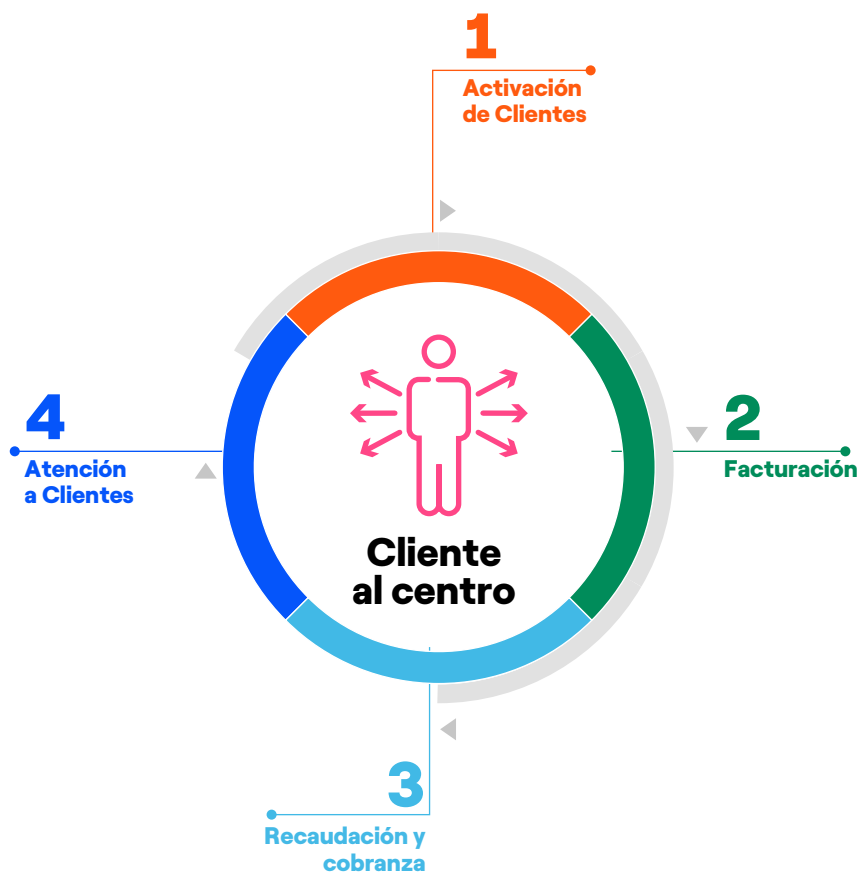 1
Activación
de Clientes
2
Facturación
3
Recaudación y
cobranza
4
Atención
a Clientes
Cliente
al centro